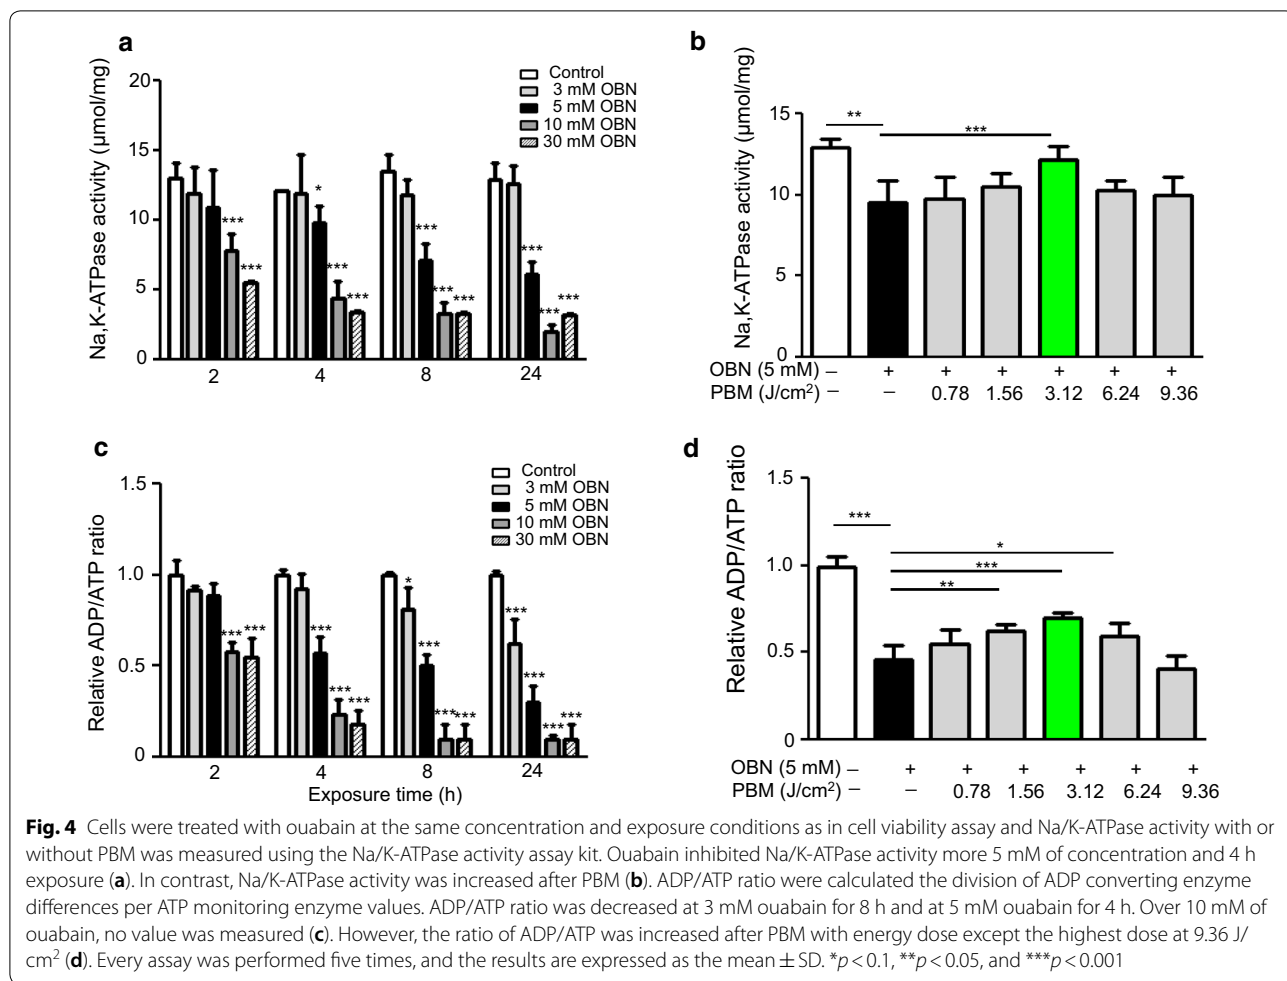 a
Na,K-ATPase activity (μmol/mg)
20
15
10
5
0
Control
3 mM OBN
5 mM OBN
10 mM OBN
30 mM OBN
*** ***
* *** ***
*** *** ***
*** *** ***
2 4 8 24
b
Na,K-ATPase activity (μmol/mg)
15
10
5
0
** ***
OBN (5 mM) – + + + + + +
PBM (J/cm²) – – 0.78 1.56 3.12 6.24 9.36
c
Relative ADP/ATP ratio
1.5
1.0
0.5
0
Control
3 mM OBN
5 mM OBN
10 mM OBN
30 mM OBN
*** ***
*** *** ***
* *** *** ***
*** *** *** ***
2 4 8 24
Exposure time (h)
d
Relative ADP/ATP ratio
1.5
1.0
0.5
0
***
*
***
**
OBN (5 mM) – + + + + + +
PBM (J/cm²) – – 0.78 1.56 3.12 6.24 9.36
Fig. 4 Cells were treated with ouabain at the same concentration and exposure conditions as in cell viability assay and Na/K-ATPase activity with or
without PBM was measured using the Na/K-ATPase activity assay kit. Ouabain inhibited Na/K-ATPase activity more 5 mM of concentration and 4 h
exposure (a). In contrast, Na/K-ATPase activity was increased after PBM (b). ADP/ATP ratio were calculated the division of ADP converting enzyme
differences per ATP monitoring enzyme values. ADP/ATP ratio was decreased at 3 mM ouabain for 8 h and at 5 mM ouabain for 4 h. Over 10 mM of
ouabain, no value was measured (c). However, the ratio of ADP/ATP was increased after PBM with energy dose except the highest dose at 9.36 J/
cm² (d). Every assay was performed five times, and the results are expressed as the mean ± SD. *p < 0.1, **p < 0.05, and ***p < 0.001